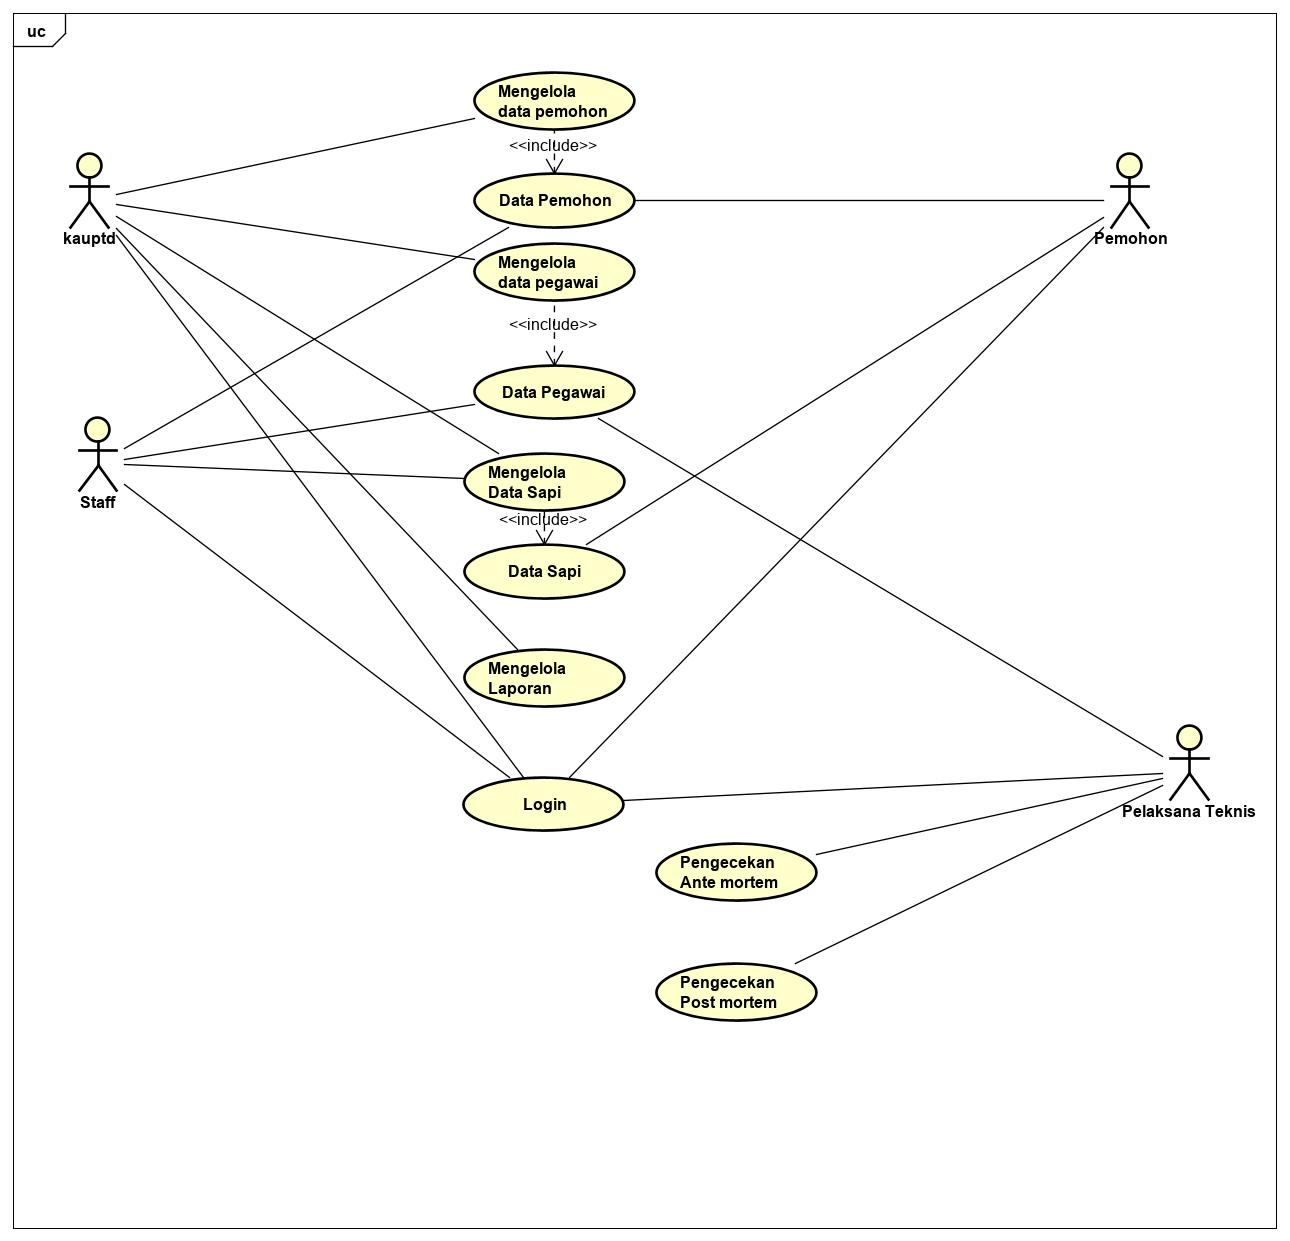 uc
Mengelola
data pemohon
<<include>>
Data Pemohon
kauptd
Pemohon
Mengelola
data pegawai
<<include>>
Data Pegawai
Staff
Mengelola
Data Sapi
<<include>>
Data Sapi
Mengelola
Laporan
Login
Pelaksana Teknis
Pengecekan
Ante mortem
Pengecekan
Post mortem